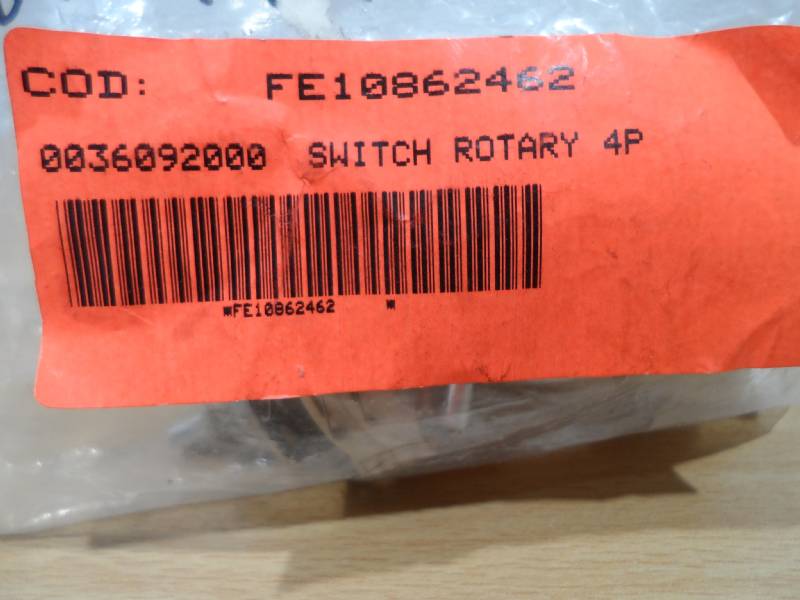 COD: FE10862462
0036092000 SWITCH ROTARY 4P
*FE10862462 *